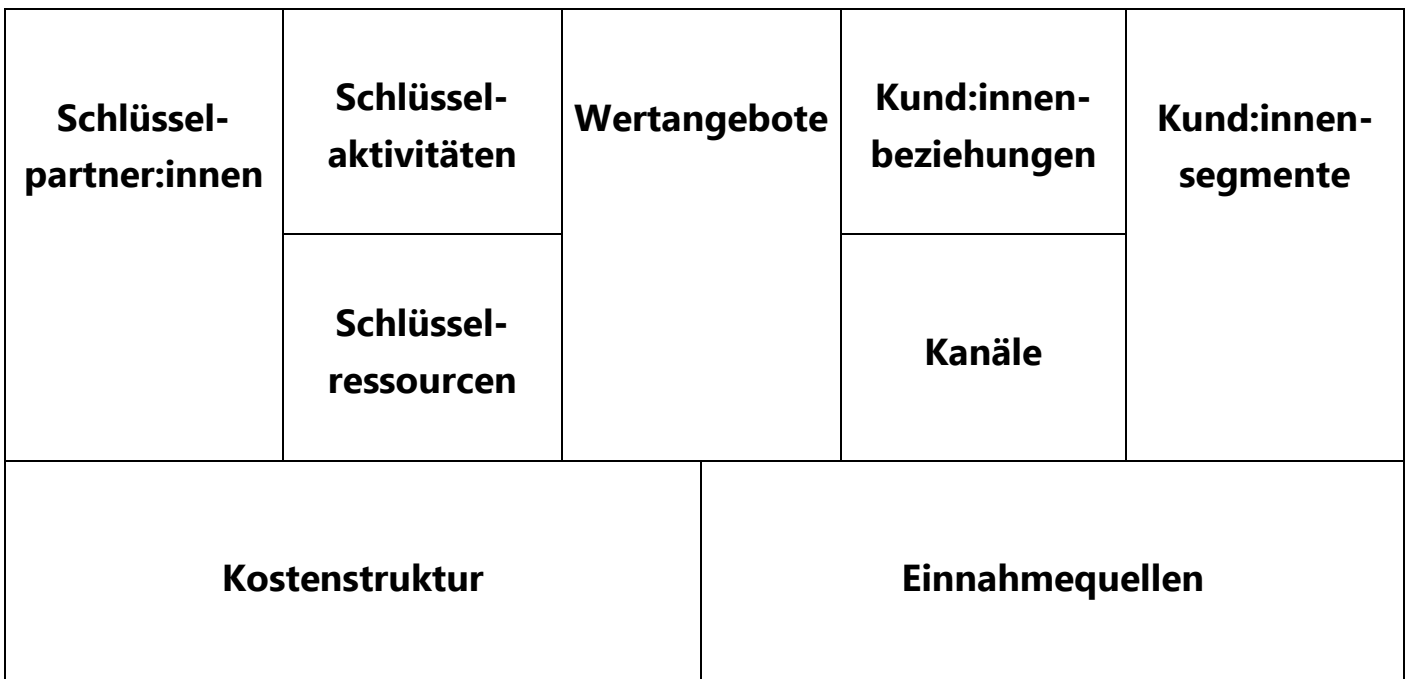 Schlüssel-
partner:innen
Schlüssel-
aktivitäten
Schlüssel-
ressourcen
Wertangebote
Kund:innen-
beziehungen
Kanäle
Kund:innen-
segmente
Kostenstruktur
Einnahmequellen